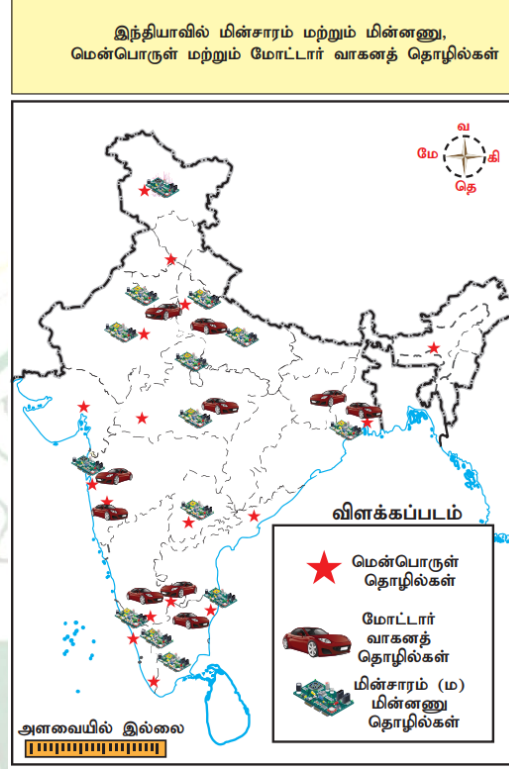 இந்தியாவில் மின்சாரம் மற்றும் மின்னணு,
மென்பொருள் மற்றும் மோட்டார் வாகனத் தொழில்கள்
வ
மே
கி
தெ
விளக்கப்படம்
மென்பொருள்
தொழில்கள்
மோட்டார்
வாகனத்
தொழில்கள்
மின்சாரம் (ம)
மின்னணு
தொழில்கள்
அளவையில் இல்லை